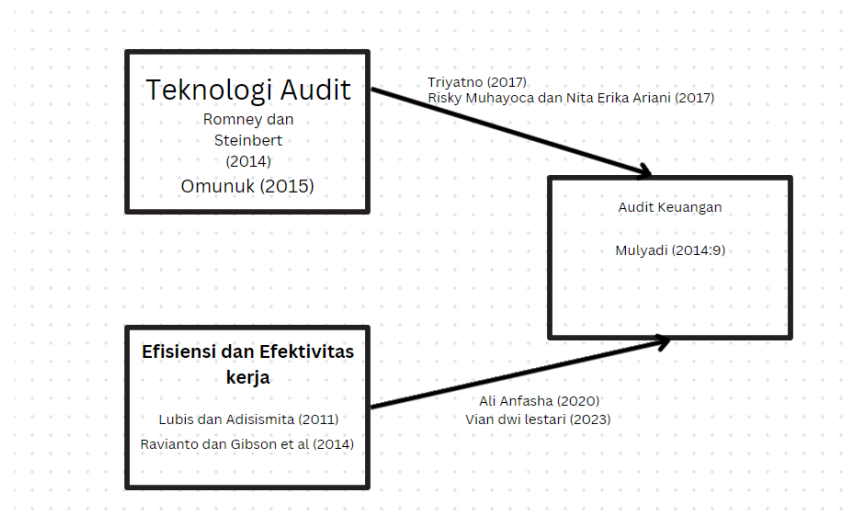 Teknologi Audit
Romney dan
Steinbert
(2014)
Omunuk (2015)
Triyatno (2017)
Risky Muhayoca dan Nita Erika Ariani (2017)
Audit Keuangan
Mulyadi (2014:9)
Efisiensi dan Efektivitas
kerja
Lubis dan Adisismita (2011)
Ravianto dan Gibson et al (2014)
Ali Anfasha (2020)
Vian dwi lestari (2023)